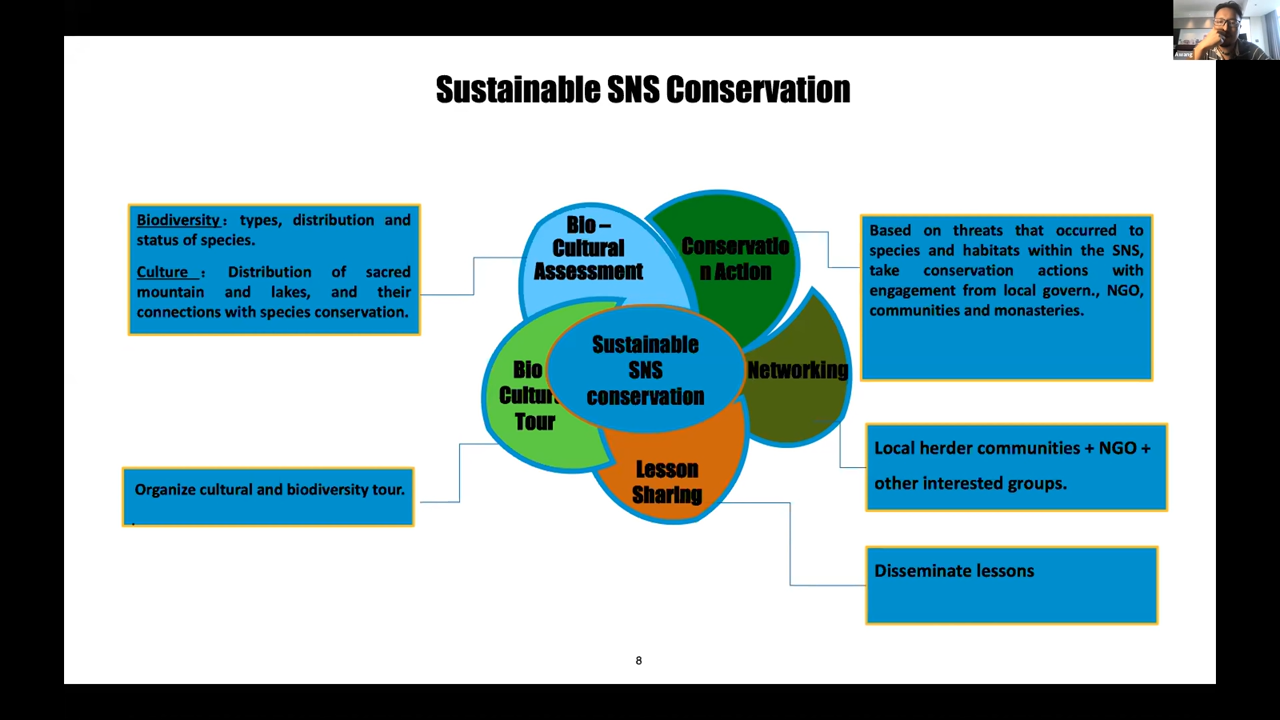 Sustainable SNS Conservation
Biodiversity : types, distribution and
status of species.
Culture : Distribution of sacred
mountain and lakes, and their
connections with species conservation.
Bio –
Cultural
Assessment
Conservatio
n Action
Based on threats that occurred to
species and habitats within the SNS,
take conservation actions with
engagement from local govern., NGO,
communities and monasteries.
Sustainable
SNS
conservation
Networking
Bio
Cultur
Tour
Local herder communities + NGO +
other interested groups.
Lesson
Sharing
Organize cultural and biodiversity tour.
.
Disseminate lessons
8